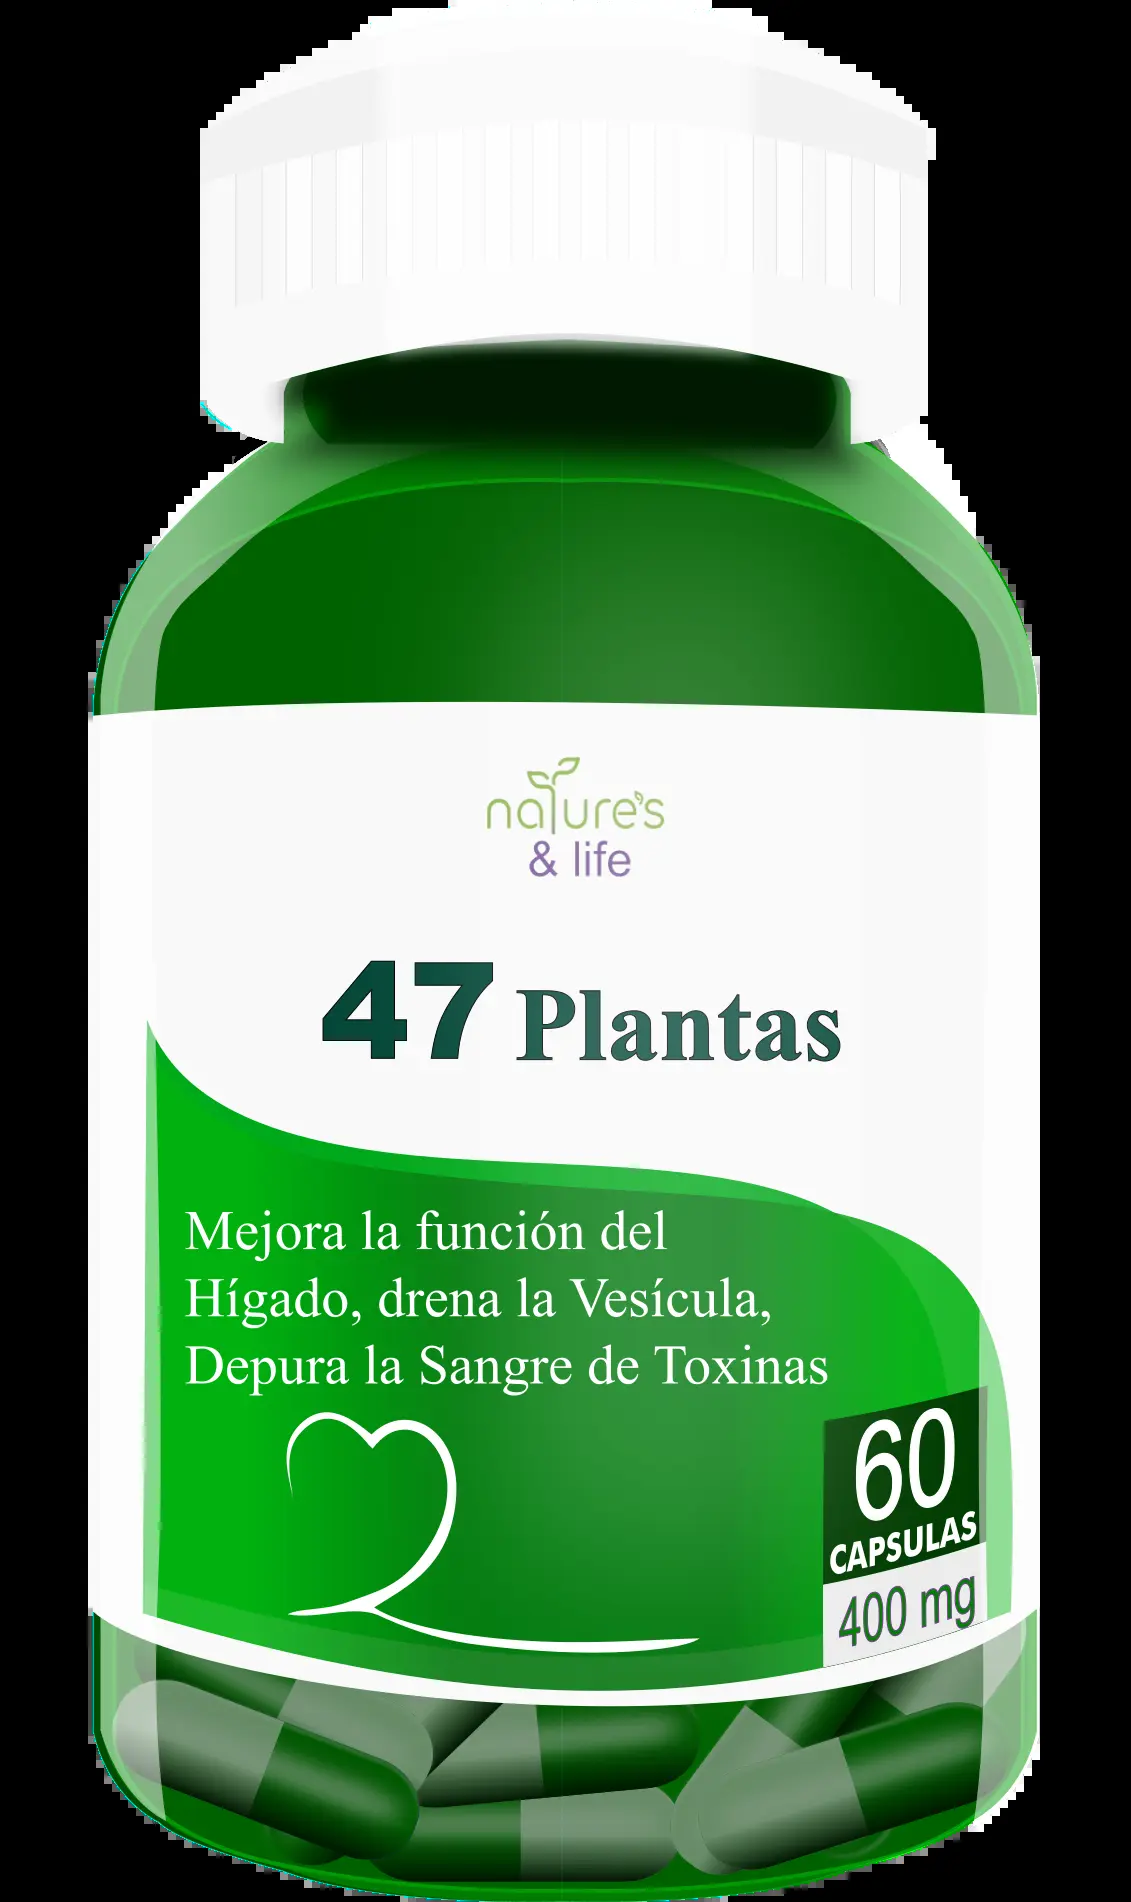 nature's
& life
47 Plantas
Mejora la función del
Hígado, drena la Vesícula,
Depura la Sangre de Toxinas
60
CAPSULAS
400 mg